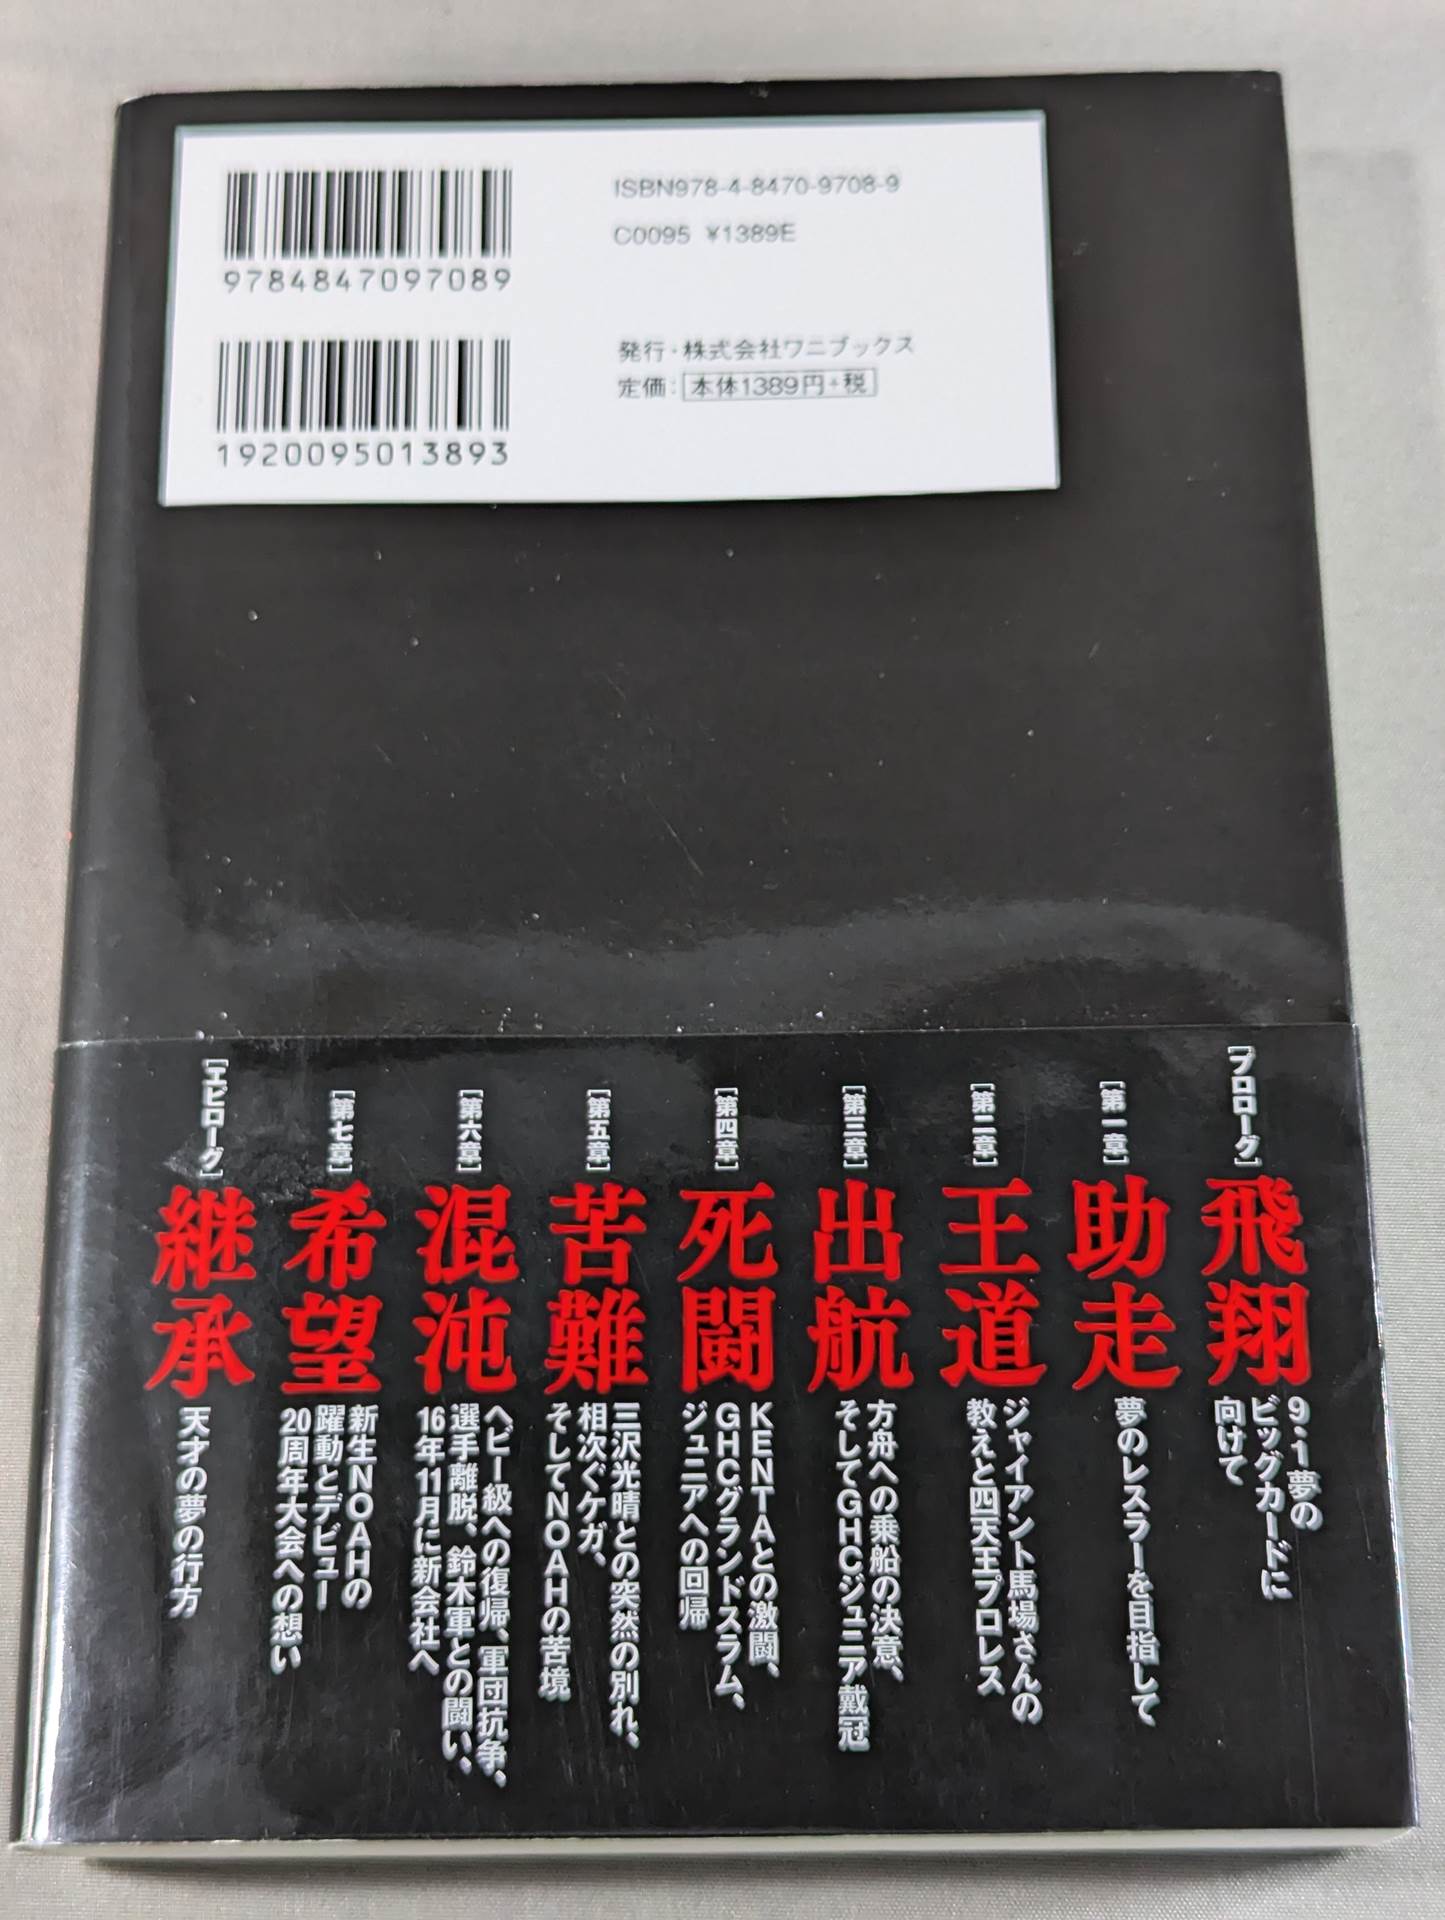 ISBN978-4-8470-9708-9
C0095 ¥1389E
9784847097089
発行・株式会社ワニブックス
定価：本体1389円+税
1920095013893
[プロローグ]
飛翔
9・1夢の
ビッグカードに
向けて
[第一章]
助走
夢のレスラーを目指して
[第二章]
王道
ジャイアント馬場さんの
教えと四天王プロレス
[第三章]
出航
方舟への乗船の決意、
そしてGHCジュニア戴冠
[第四章]
死闘
KENTAとの激闘、
GHCグランドスラム、
ジュニアへの回帰
[第五章]
苦難
三沢光晴との突然の別れ、
相次ぐケガ、
そしてNOAHの苦境
[第六章]
混沌
ヘビー級への復帰、軍団抗争、
選手離脱、鈴木軍との闘い、
16年11月に新会社へ
[第七章]
希望
新生NOAHの
躍動とデビュー
20周年大会への想い
[エピローグ]
継承
天才の夢の行方